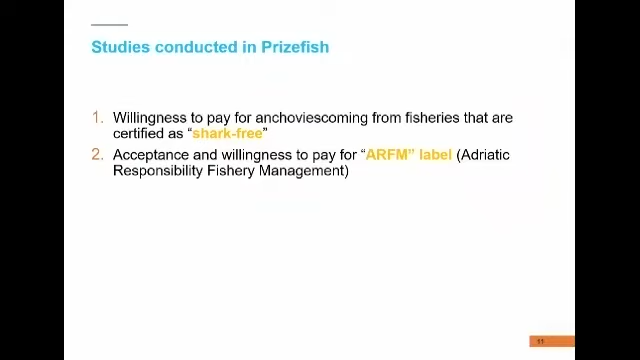 Studies conducted in Prizefish
1. Willingness to pay for anchoviescoming from fisheries that are
certified as “shark-free”
2. Acceptance and willingness to pay for “ARFM” label (Adriatic
Responsibility Fishery Management)